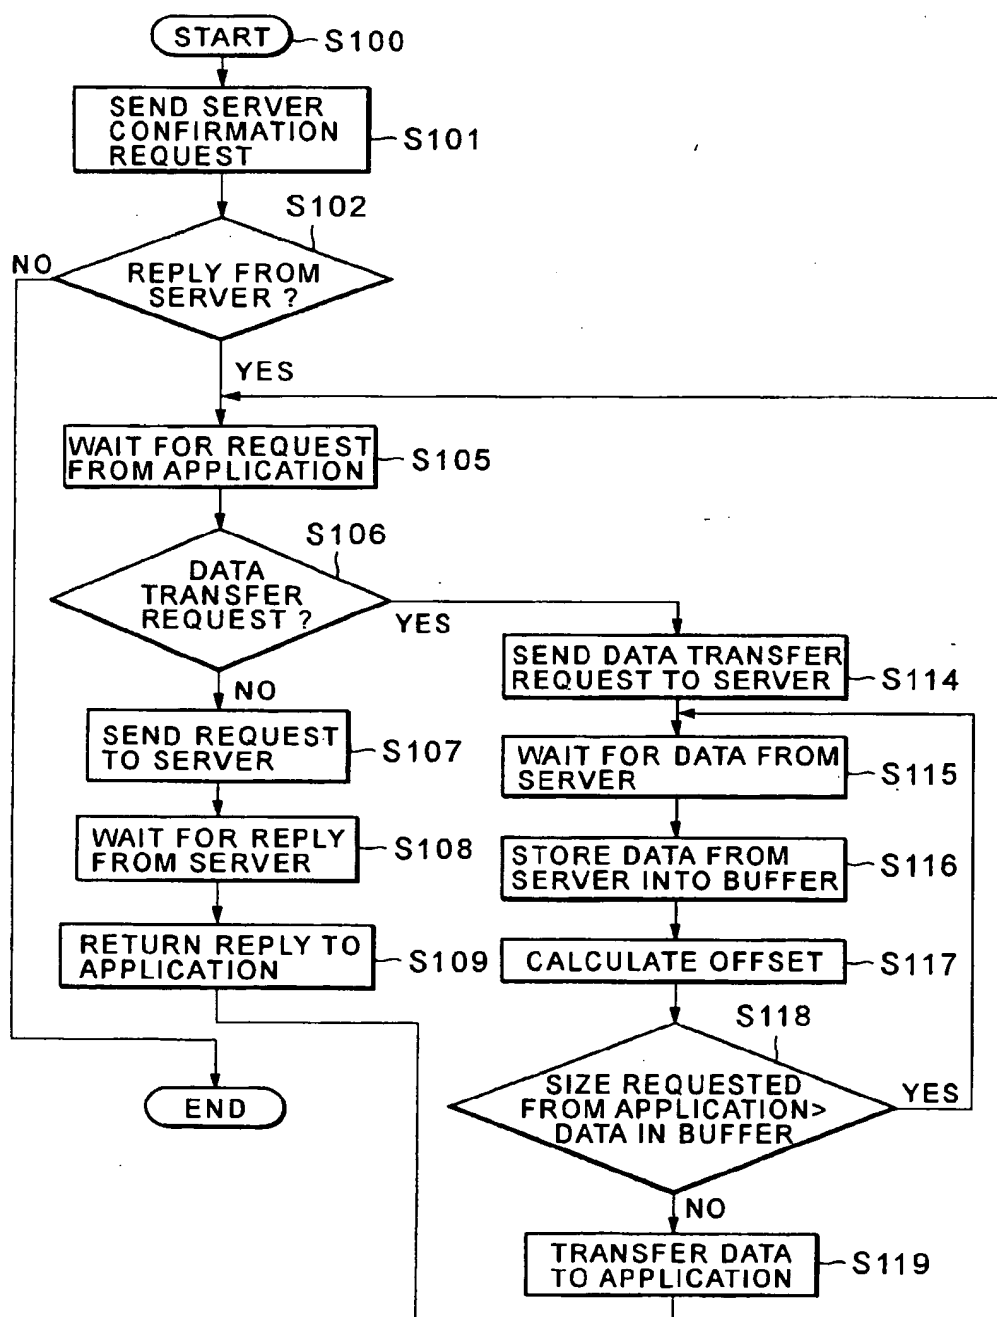 START
S100
SEND SERVER
CONFIRMATION
REQUEST
S101
S102
NO
REPLY FROM
SERVER ?
YES
WAIT FOR REQUEST
FROM APPLICATION
S105
S106
DATA
TRANSFER
REQUEST ?
YES
NO
SEND REQUEST
TO SERVER
S107
WAIT FOR REPLY
FROM SERVER
S108
RETURN REPLY TO
APPLICATION
S109
END
SEND DATA TRANSFER
REQUEST TO SERVER
S114
WAIT FOR DATA FROM
SERVER
S115
STORE DATA FROM
SERVER INTO BUFFER
S116
CALCULATE OFFSET
S117
S118
SIZE REQUESTED
FROM APPLICATION>
DATA IN BUFFER
YES
NO
TRANSFER DATA
TO APPLICATION
S119